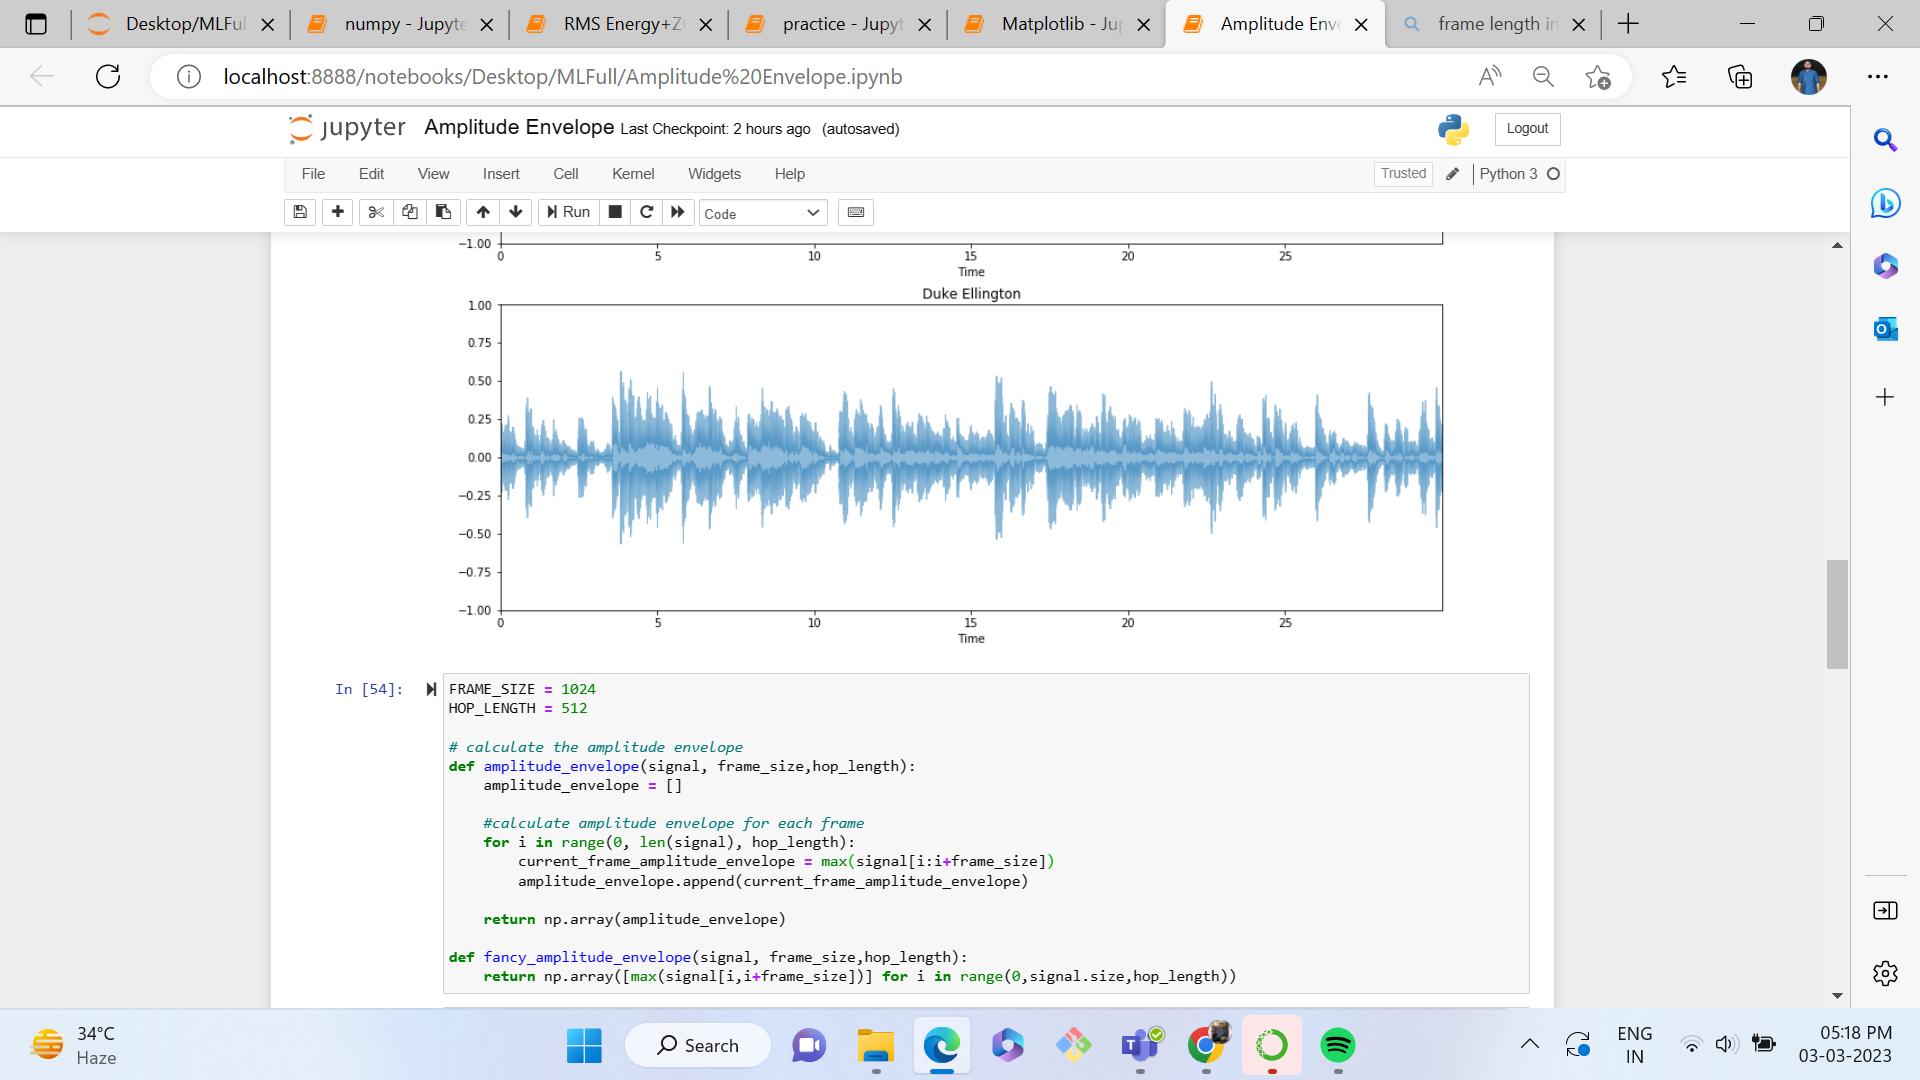 Desktop/MLFul
numpy - Jupyte
RMS Energy+Z
practice - Jupyt
Matplotlib - Jup
Amplitude Enve
frame length in
localhost:8888/notebooks/Desktop/MLFull/Amplitude%20Envelope.ipynb
jupyter Amplitude Envelope Last Checkpoint: 2 hours ago (autosaved)
Logout
File Edit View Insert Cell Kernel Widgets Help
Trusted Python 3
Run Code
−1.00
0 5 10 15 20 25
Time
Duke Ellington
1.00
0.75
0.50
0.25
0.00
−0.25
−0.50
−0.75
−1.00
0 5 10 15 20 25
Time
In [54]:
FRAME_SIZE = 1024
HOP_LENGTH = 512
# calculate the amplitude envelope
def amplitude_envelope(signal, frame_size,hop_length):
amplitude_envelope = []
#calculate amplitude envelope for each frame
for i in range(0, len(signal), hop_length):
current_frame_amplitude_envelope = max(signal[i:i+frame_size])
amplitude_envelope.append(current_frame_amplitude_envelope)
return np.array(amplitude_envelope)
def fancy_amplitude_envelope(signal, frame_size,hop_length):
return np.array([max(signal[i,i+frame_size])] for i in range(0,signal.size,hop_length))
34°C
Haze
Search
ENG
IN
05:18 PM
03-03-2023